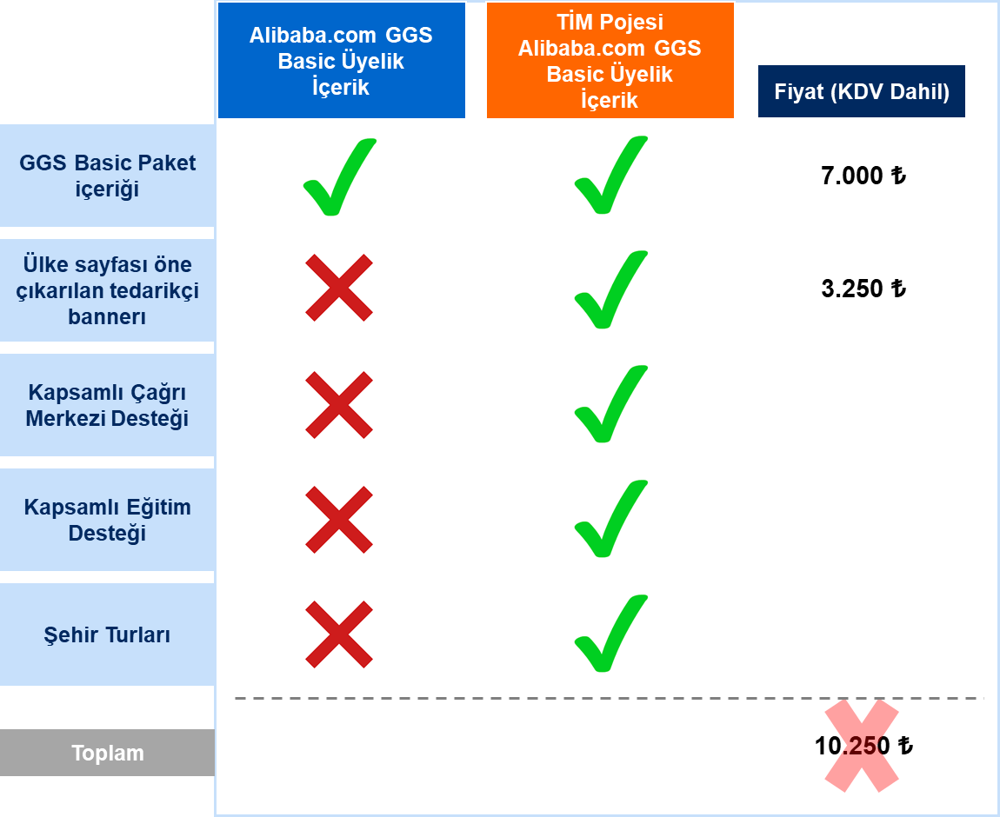 Alibaba.com GGS
Basic Üyelik
İçerik
TİM Pojesi
Alibaba.com GGS
Basic Üyelik
İçerik
Fiyat (KDV Dahil)
GGS Basic Paket
içeriği
7.000 ₺
Ülke sayfası öne
çıkarılan tedarikçi
bannerı
3.250 ₺
Kapsamlı Çağrı
Merkezi Desteği
Kapsamlı Eğitim
Desteği
Şehir Turları
Toplam
10.250 ₺